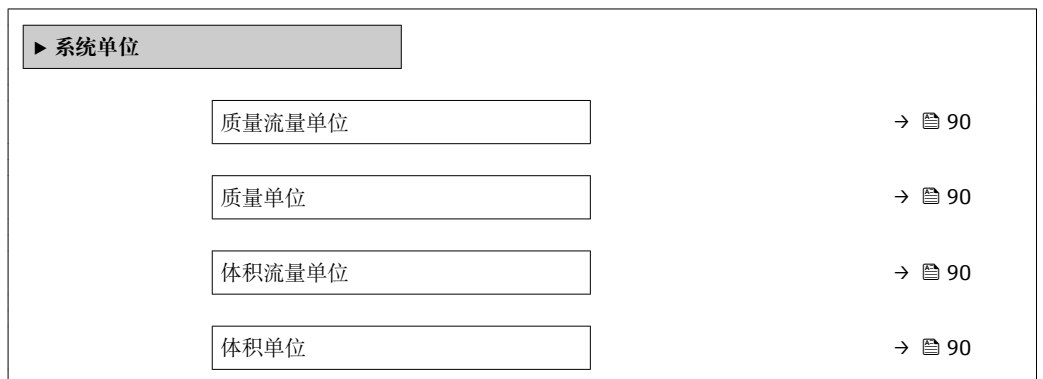 ▶ 系统单位
质量流量单位 → 🖺 90
质量单位 → 🖺 90
体积流量单位 → 🖺 90
体积单位 → 🖺 90